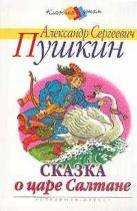 Александр Сергеевич
Пушкин
СКАЗКА
о царе Салтане